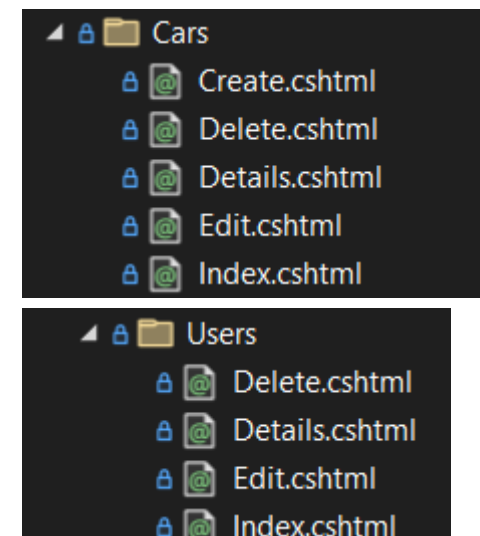 Cars
Create.cshtml
Delete.cshtml
Details.cshtml
Edit.cshtml
Index.cshtml
Users
Delete.cshtml
Details.cshtml
Edit.cshtml
Index.cshtml